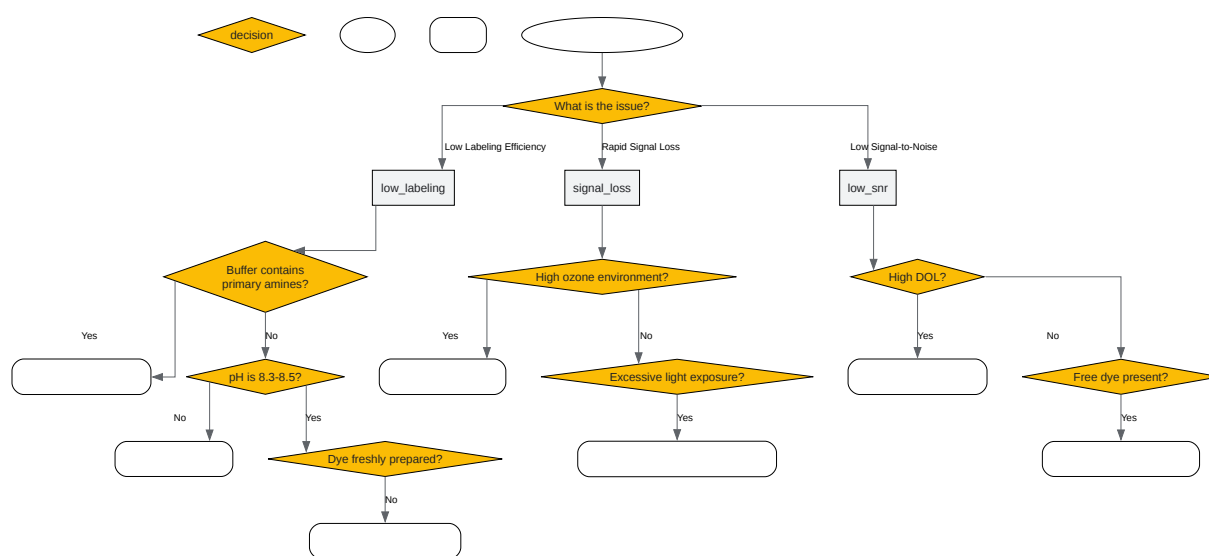 decision
What is the issue?
Low Labeling Efficiency
Rapid Signal Loss
Low Signal-to-Noise
low_labeling
signal_loss
low_snr
Buffer contains
primary amines?
High ozone environment?
High DOL?
Yes
No
Yes
No
Yes
No
pH is 8.3-8.5?
Excessive light exposure?
Free dye present?
No
Yes
Yes
Yes
Dye freshly prepared?
No